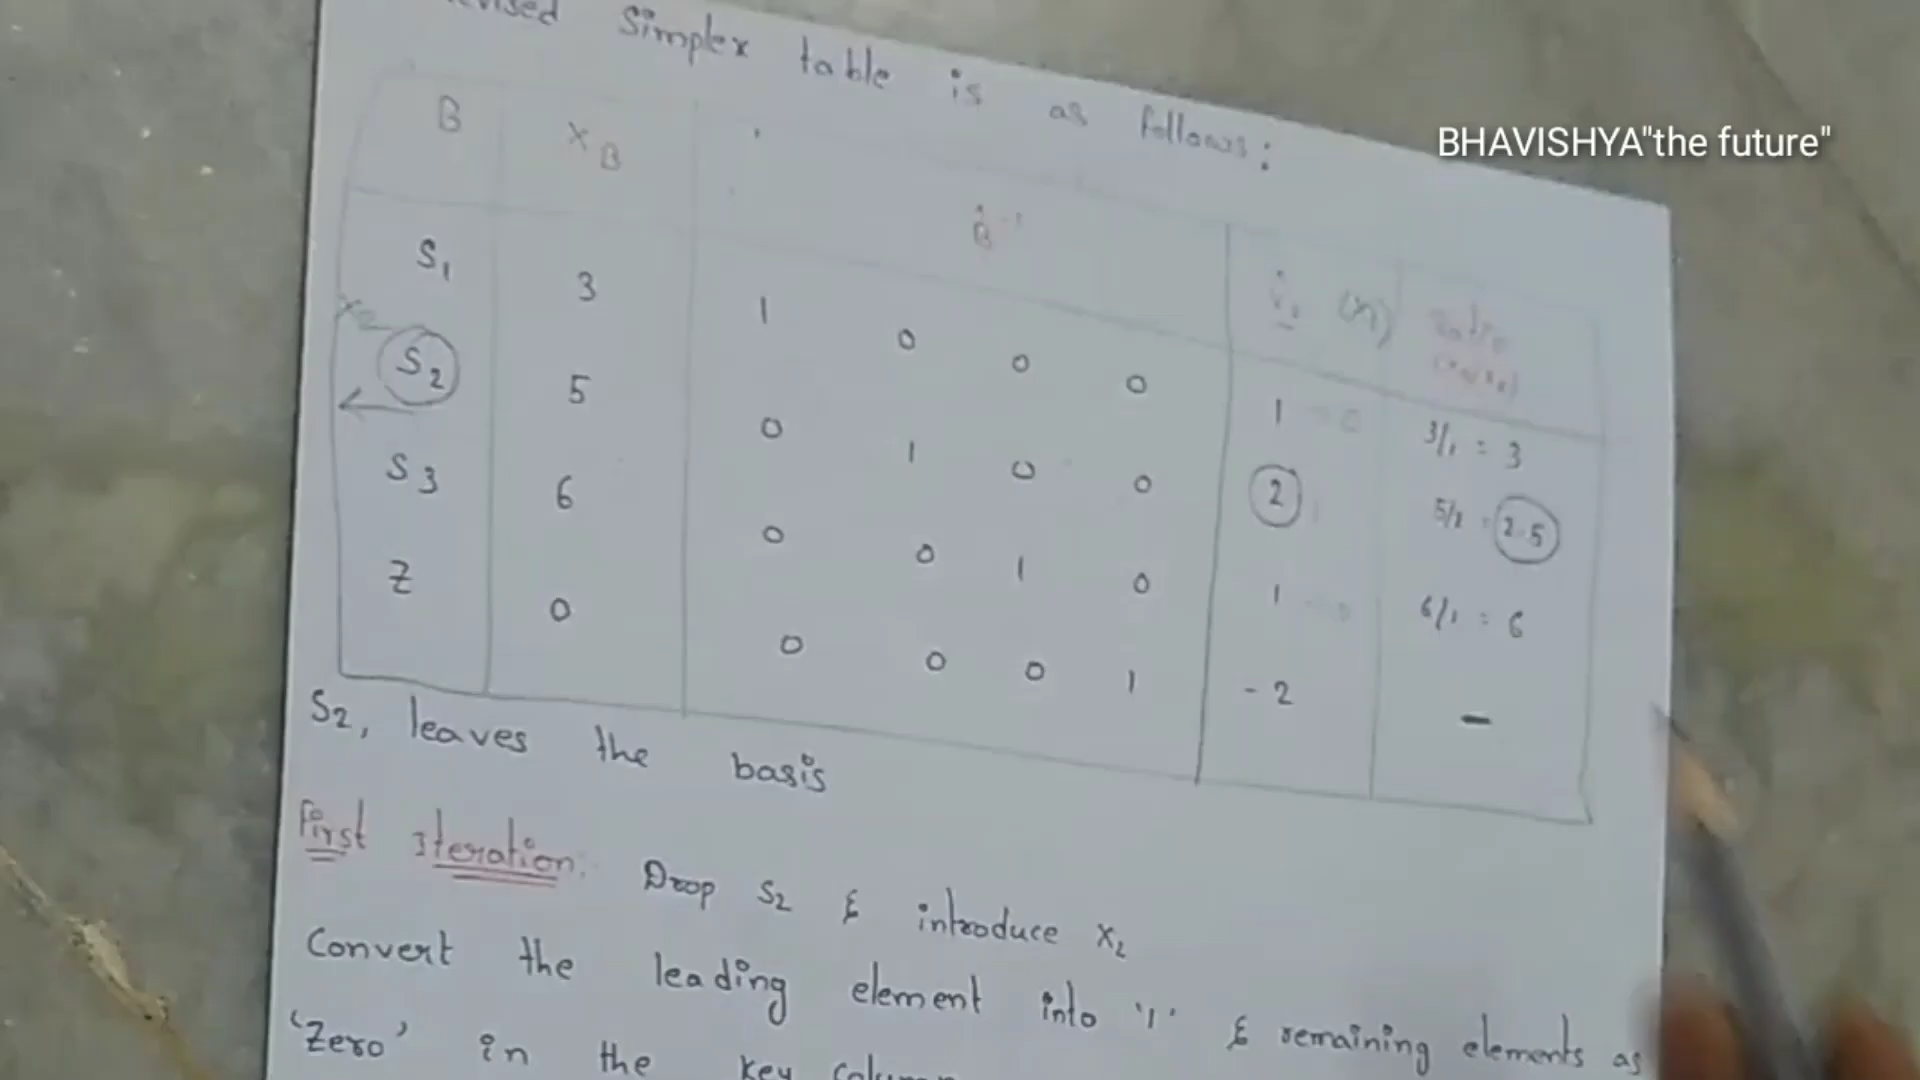 Simplex table is as follows:
BHAVISHYA"the future"
B X B B^-1 (x)
S1 3 1 0 0 0 1 3/1 = 3
x2
S2 5 0 1 0 0 2 5/2 = 2.5
S3 6 0 0 1 0 1 6/1 = 6
Z 0 0 0 0 1 -2 -
S2, leaves the basis
First Iteration: Drop S2 & introduce X2
Convert the leading element into '1' & remaining elements as
'Zero' in the key column